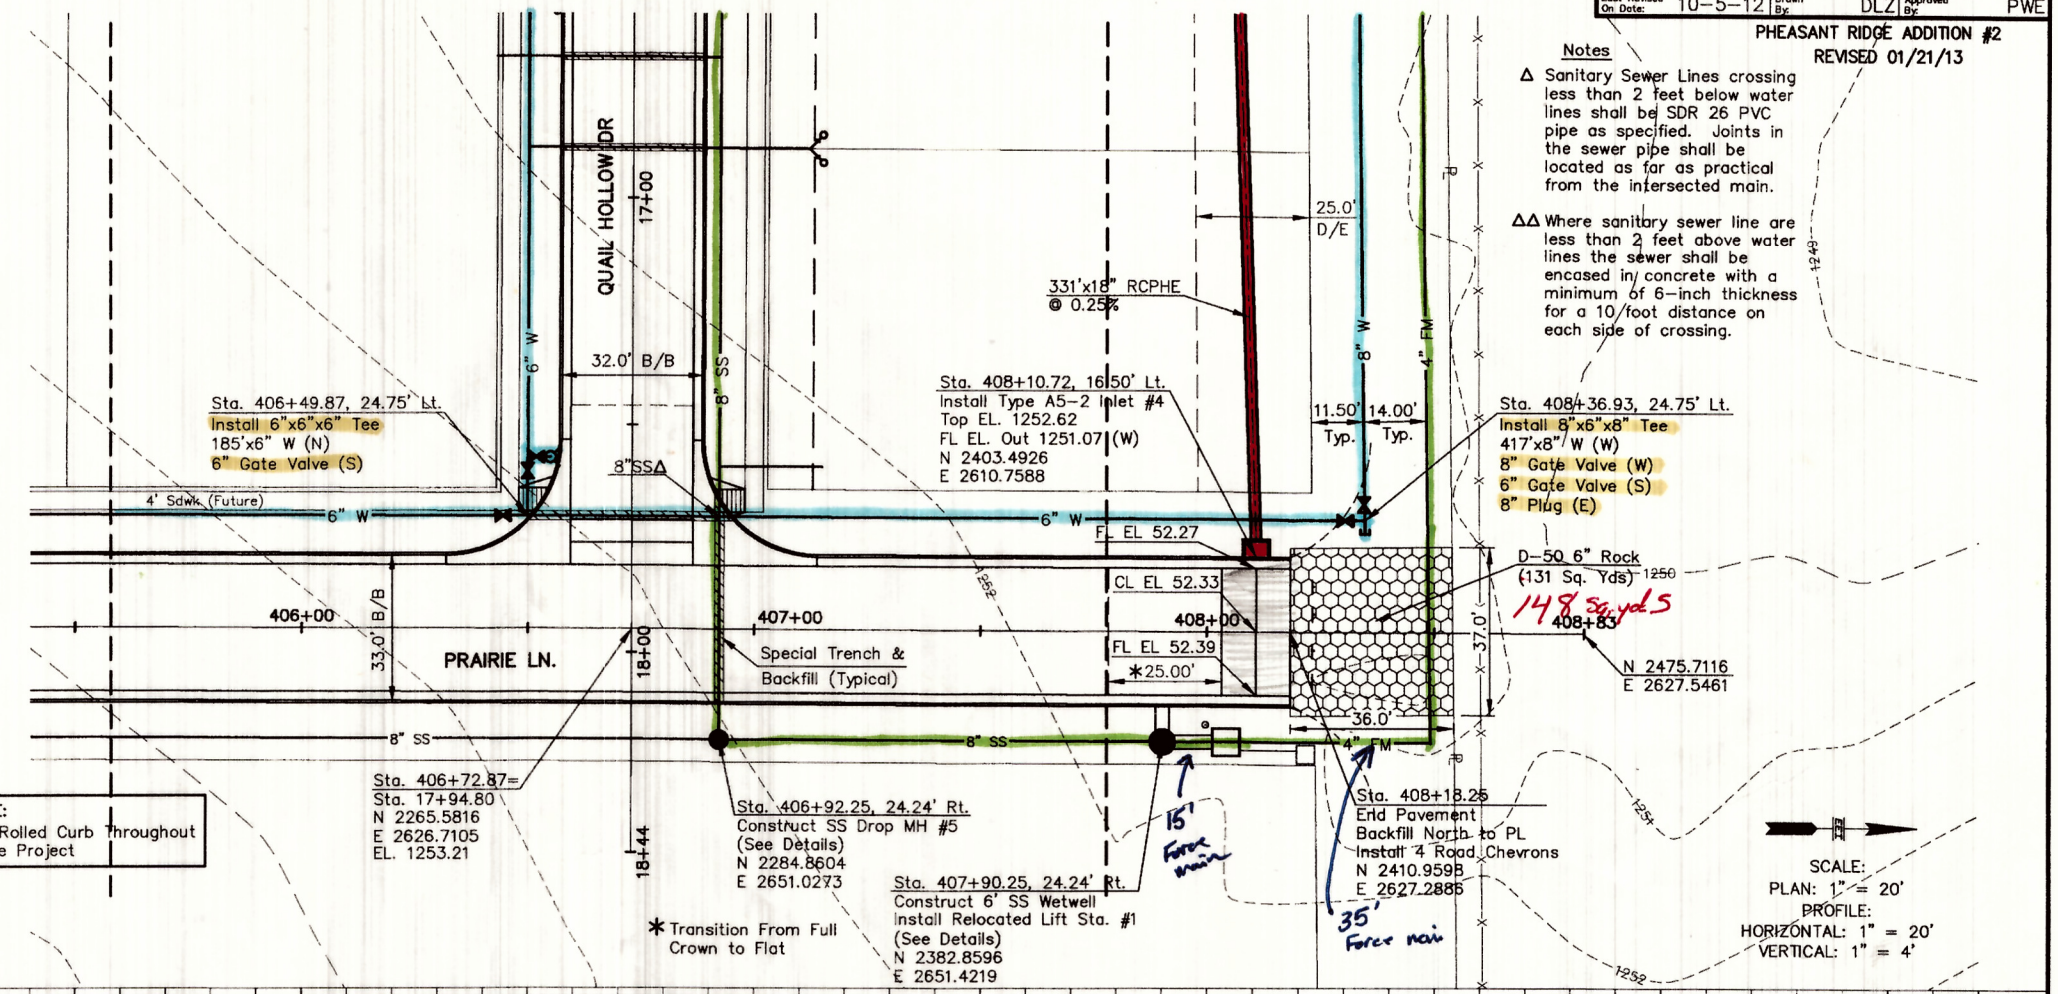 On Date: 10-5-12 By: DLZ By: PWE
PHEASANT RIDGE ADDITION #2
REVISED 01/21/13
Notes
Δ Sanitary Sewer Lines crossing
less than 2 feet below water
lines shall be SDR 26 PVC
pipe as specified. Joints in
the sewer pipe shall be
located as far as practical
from the intersected main.
ΔΔ Where sanitary sewer line are
less than 2 feet above water
lines the sewer shall be
encased in concrete with a
minimum of 6-inch thickness
for a 10 foot distance on
each side of crossing.
QUAIL HOLLOW DR
17+00
6" W
32.0' B/B
8" SS
331'x18" RCPHE
@ 0.25%
25.0'
D/E
8" W
4" FM
PL
1249
11.50' 14.00'
Typ. Typ.
Sta. 406+49.87, 24.75' Lt.
Install 6"x6"x6" Tee
185'x6" W (N)
6" Gate Valve (S)
8"SSΔ
Sta. 408+10.72, 16.50' Lt.
Install Type A5-2 Inlet #4
Top EL. 1252.62
FL EL. Out 1251.07 (W)
N 2403.4926
E 2610.7588
Sta. 408+36.93, 24.75' Lt.
Install 8"x6"x8" Tee
417'x8" W (W)
8" Gate Valve (W)
6" Gate Valve (S)
8" Plug (E)
4' Sdwk (Future)
6" W
6" W
FL EL 52.27
CL EL 52.33
FL EL 52.39
*25.00'
1252
D-50 6" Rock
(131 Sq. Yds)
1250
148 sq. yds
406+00
407+00
408+00
408+83
33.0' B/B
PRAIRIE LN.
18+00
Special Trench &
Backfill (Typical)
37.0'
36.0'
N 2475.7116
E 2627.5461
8" SS
8" SS
4" FM
PL
Sta. 406+72.87=
Sta. 17+94.80
N 2265.5816
E 2626.7105
EL. 1253.21
18+44
Sta. 406+92.25, 24.24' Rt.
Construct SS Drop MH #5
(See Details)
N 2284.8604
E 2651.0273
15'
Force
main
Sta. 407+90.25, 24.24' Rt.
Construct 6' SS Wetwell
Install Relocated Lift Sta. #1
(See Details)
N 2382.8596
E 2651.4219
Sta. 408+18.25
End Pavement
Backfill North to PL
Install 4 Road Chevrons
N 2410.9598
E 2627.2886
35'
Force main
1251
1252
Rolled Curb Throughout
e Project
* Transition From Full
Crown to Flat
SCALE:
PLAN: 1" = 20'
PROFILE:
HORIZONTAL: 1" = 20'
VERTICAL: 1" = 4'